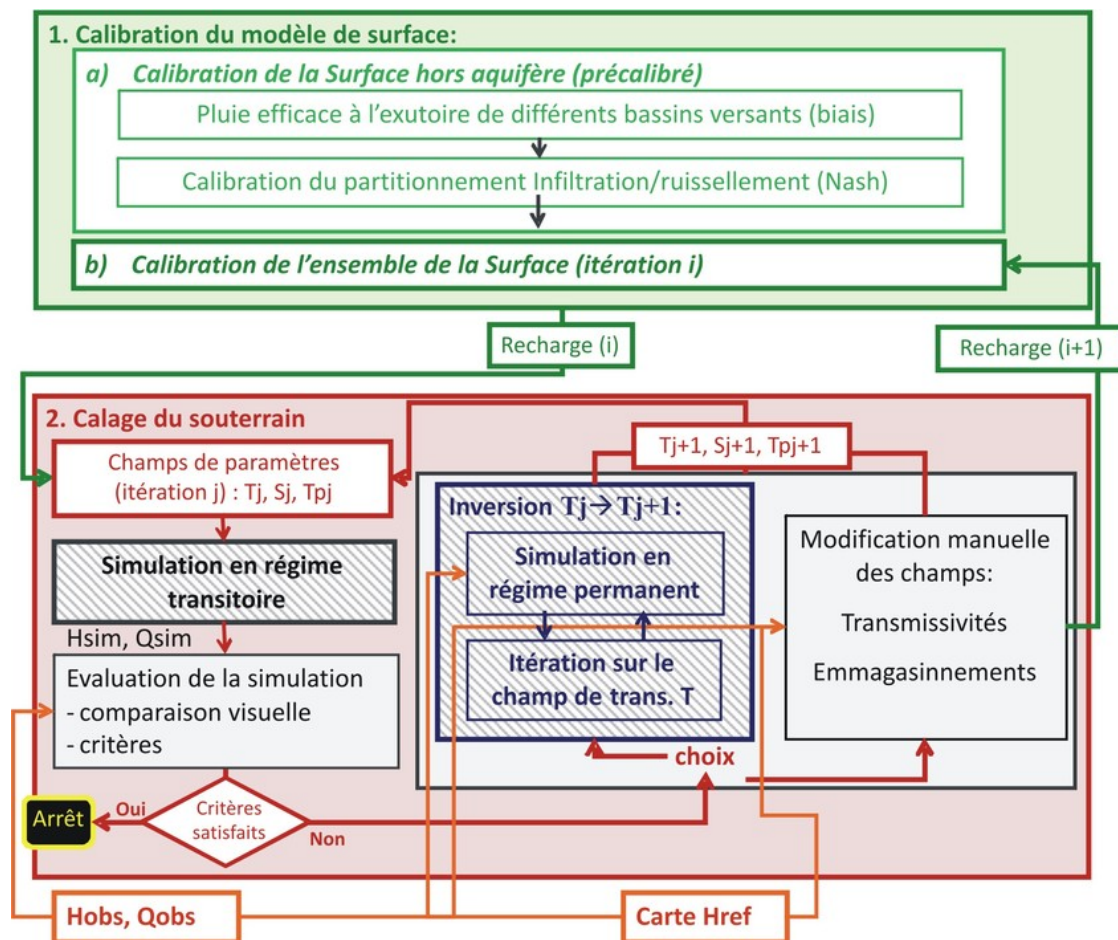 1. Calibration du modèle de surface:
a) Calibration de la Surface hors aquifère (précalibré)
Pluie efficace à l'exutoire de différents bassins versants (biais)
Calibration du partitionnement Infiltration/ruissellement (Nash)
b) Calibration de l'ensemble de la Surface (itération i)
Recharge (i)
Recharge (i+1)
2. Calage du souterrain
Champs de paramètres
(itération j) : Tj, Sj, Tpj
Simulation en régime
transitoire
Hsim, Qsim
Evaluation de la simulation
- comparaison visuelle
- critères
Critères
satisfaits
Oui
Non
Arrêt
Tj+1, Sj+1, Tpj+1
Inversion Tj→Tj+1:
Simulation en
régime permanent
Itération sur le
champ de trans. T
choix
Modification manuelle
des champs:
Transmissivités
Emmagasinnements
Hobs, Qobs
Carte Href